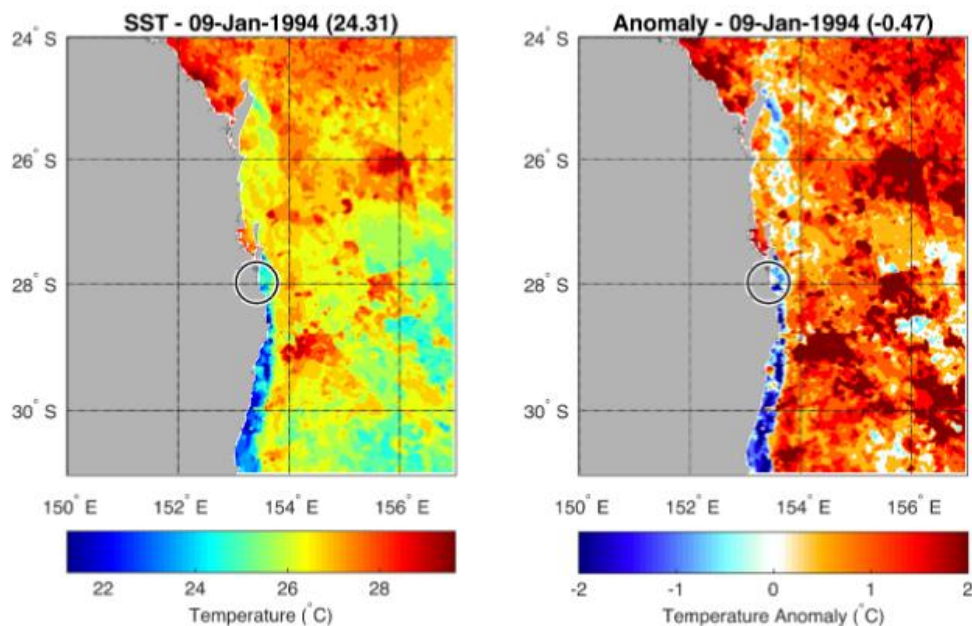 SST - 09-Jan-1994 (24.31)
24° S
26° S
28° S
30° S
150° E
152° E
154° E
156° E
22
24
26
28
Temperature (°C)
Anomaly - 09-Jan-1994 (-0.47)
24° S
26° S
28° S
30° S
150° E
152° E
154° E
156° E
-2
-1
0
1
2
Temperature Anomaly (°C)